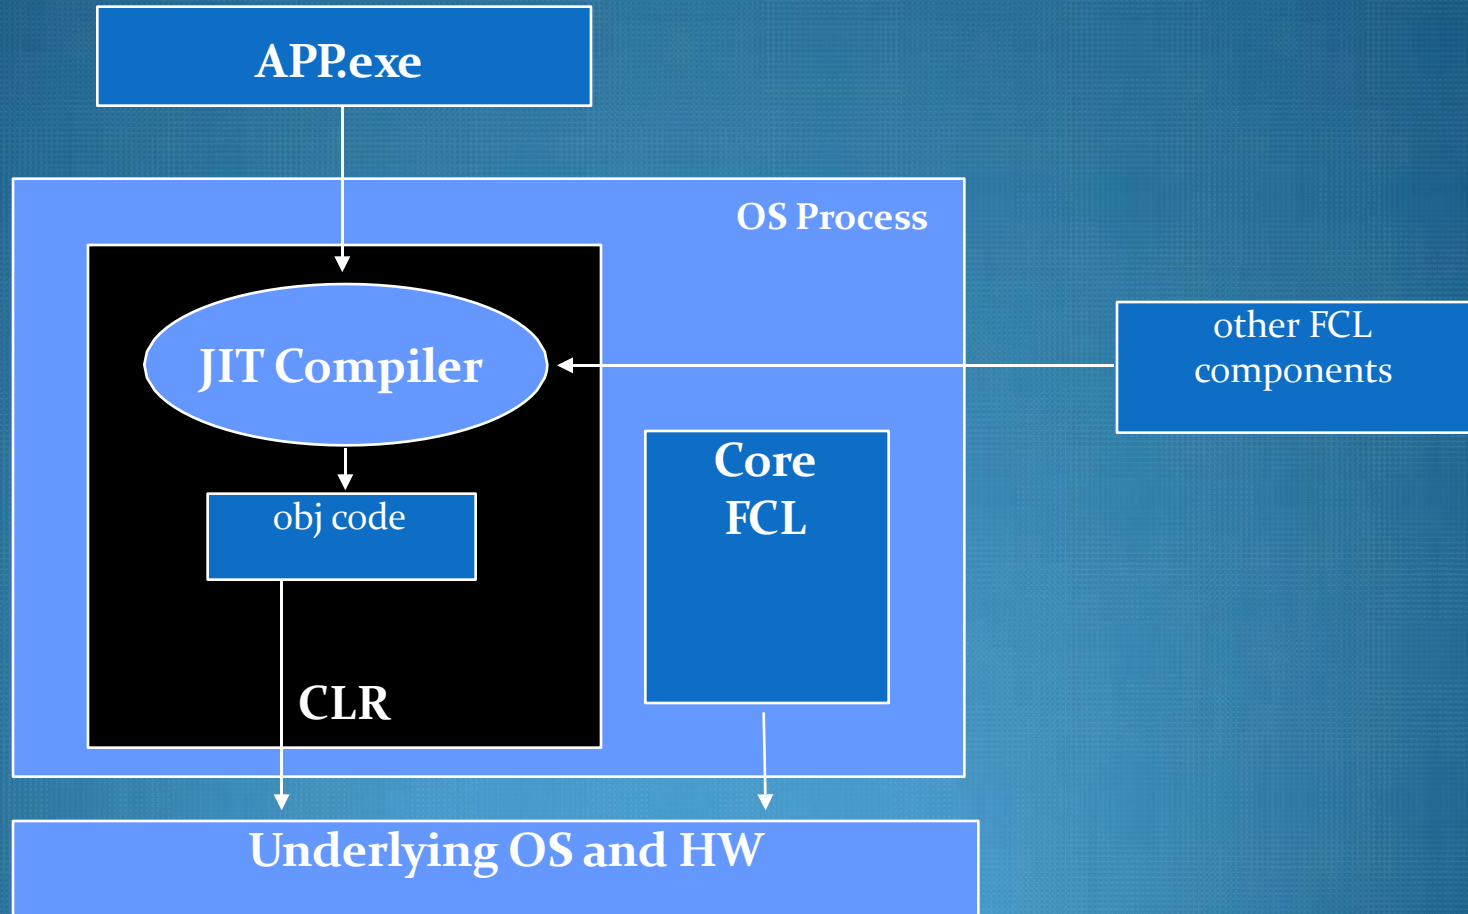 APP.exe
OS Process
JIT Compiler
other FCL
components
Core
FCL
obj code
CLR
Underlying OS and HW